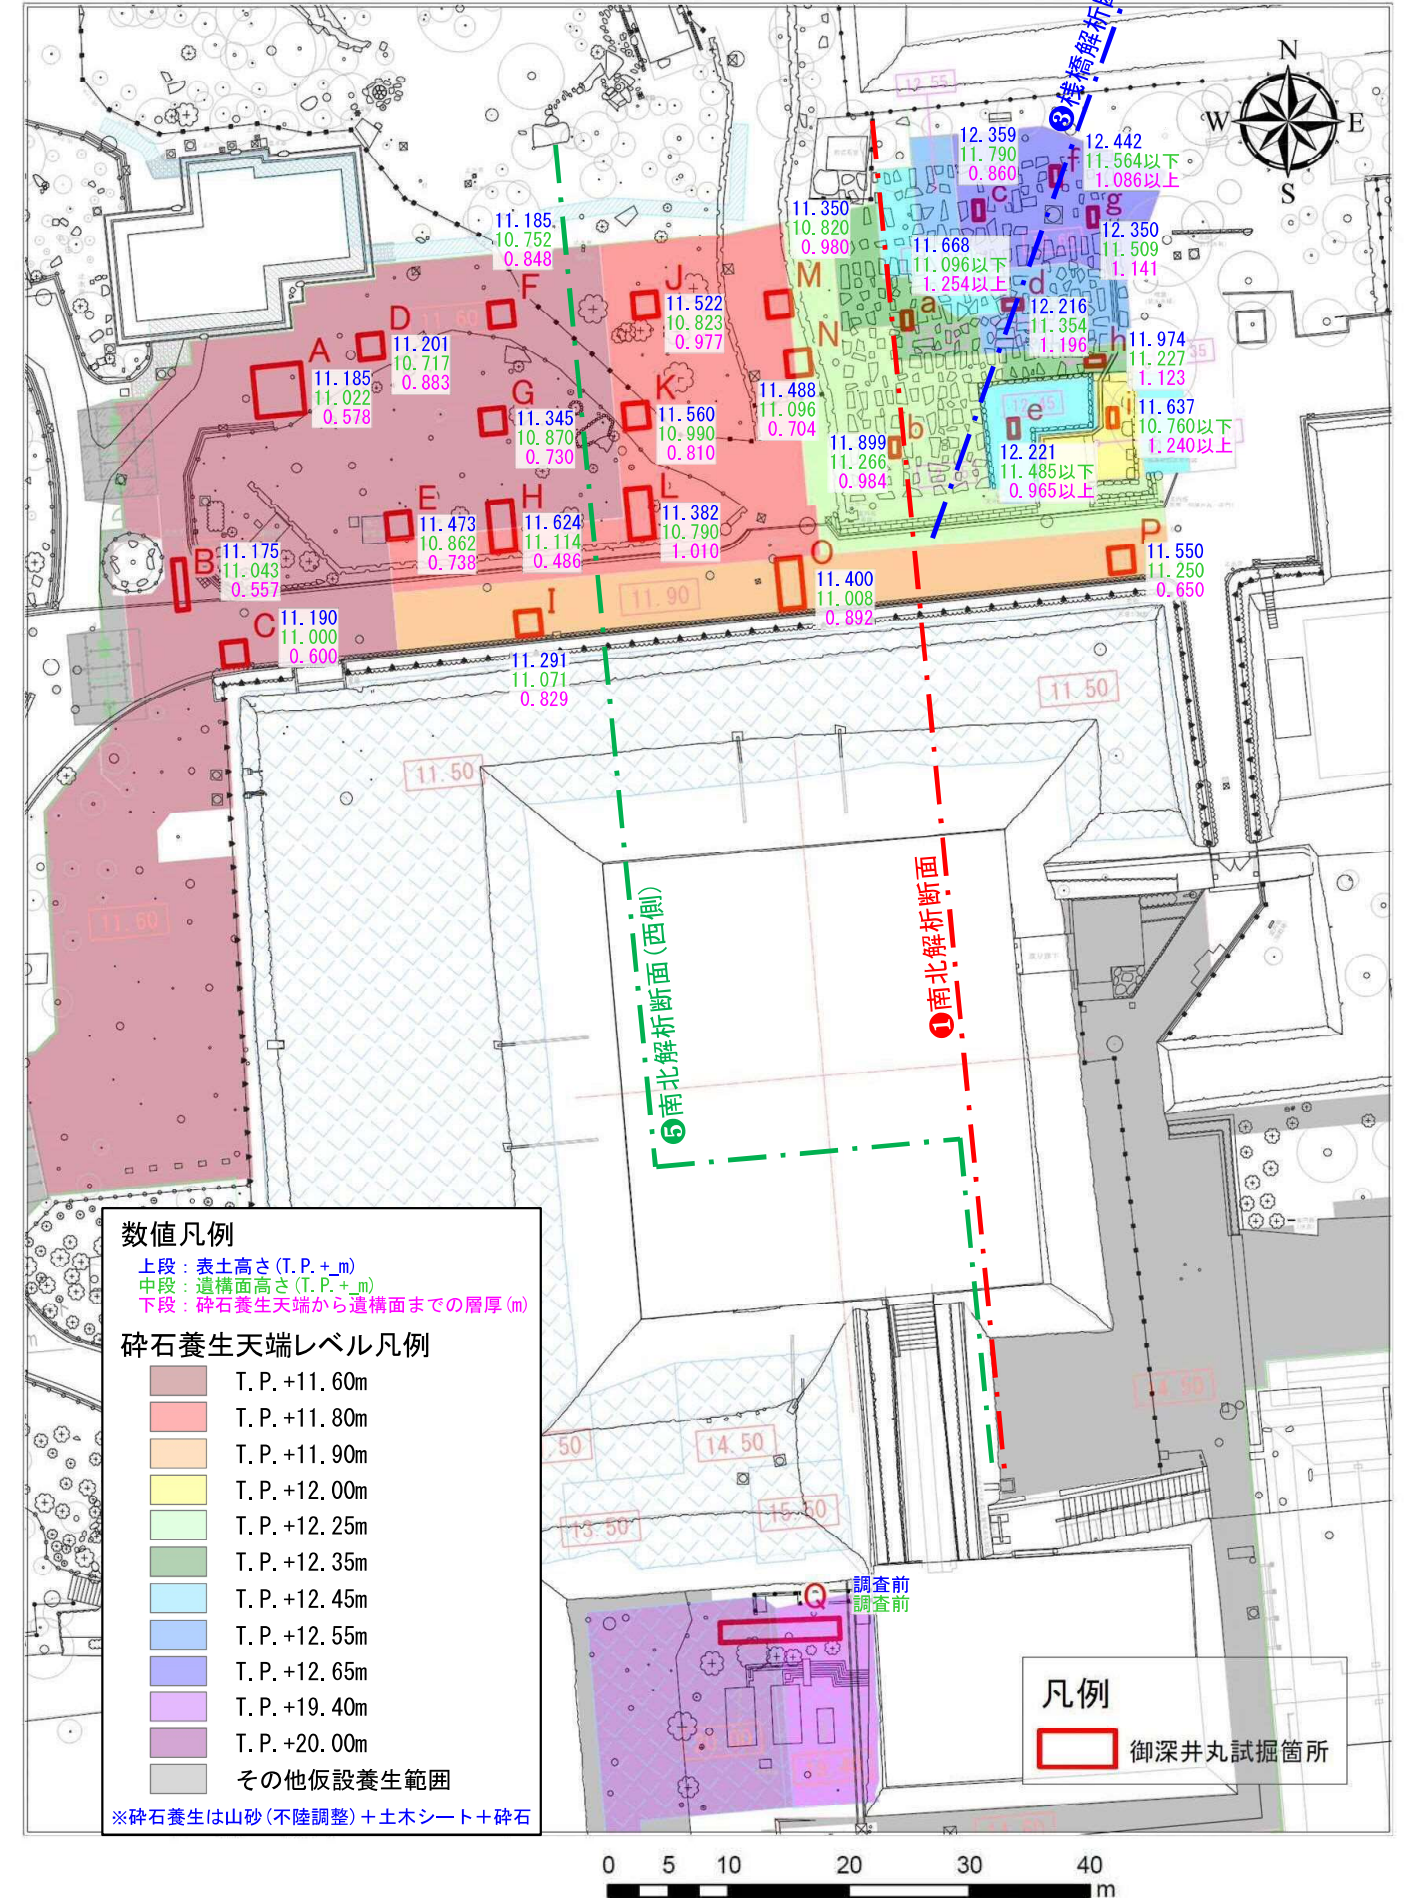 N
W
E
S
❸桟橋解析断
12.55
12.359
11.790
0.860
c
12.442
11.564以下
1.086以上
f
g
12.350
11.509
1.141
11.350
10.820
0.980
11.668
11.096以下
1.254以上
a
d
12.216
11.354
1.196
h
11.974
11.227
1.123
i
11.637
10.760以下
1.240以上
12.45
e
12.221
11.485以下
0.965以上
b
11.899
11.266
0.984
11.185
10.752
0.848
F
J
11.522
10.823
0.977
M
N
11.488
11.096
0.704
D
11.201
10.717
0.883
11.60
A
11.185
11.022
0.578
G
11.345
10.870
0.730
K
11.560
10.990
0.810
E
11.473
10.862
0.738
H
11.624
11.114
0.486
L
11.382
10.790
1.010
B
11.175
11.043
0.557
C
11.190
11.000
0.600
I
11.291
11.071
0.829
11.90
O
11.400
11.008
0.892
P
11.550
11.250
0.650
11.50
11.50
11.60
❺南北解析断面(西側)
❶南北解析断面
14.50
.50
14.50
13.50
15.50
Q
調査前
調査前
数値凡例
上段：表土高さ(T.P.+_m)
中段：遺構面高さ(T.P.+_m)
下段：砕石養生天端から遺構面までの層厚(m)
砕石養生天端レベル凡例
T.P.+11.60m
T.P.+11.80m
T.P.+11.90m
T.P.+12.00m
T.P.+12.25m
T.P.+12.35m
T.P.+12.45m
T.P.+12.55m
T.P.+12.65m
T.P.+19.40m
T.P.+20.00m
その他仮設養生範囲
※砕石養生は山砂(不陸調整)＋土木シート＋砕石
凡例
御深井丸試掘箇所
0 5 10 20 30 40
m